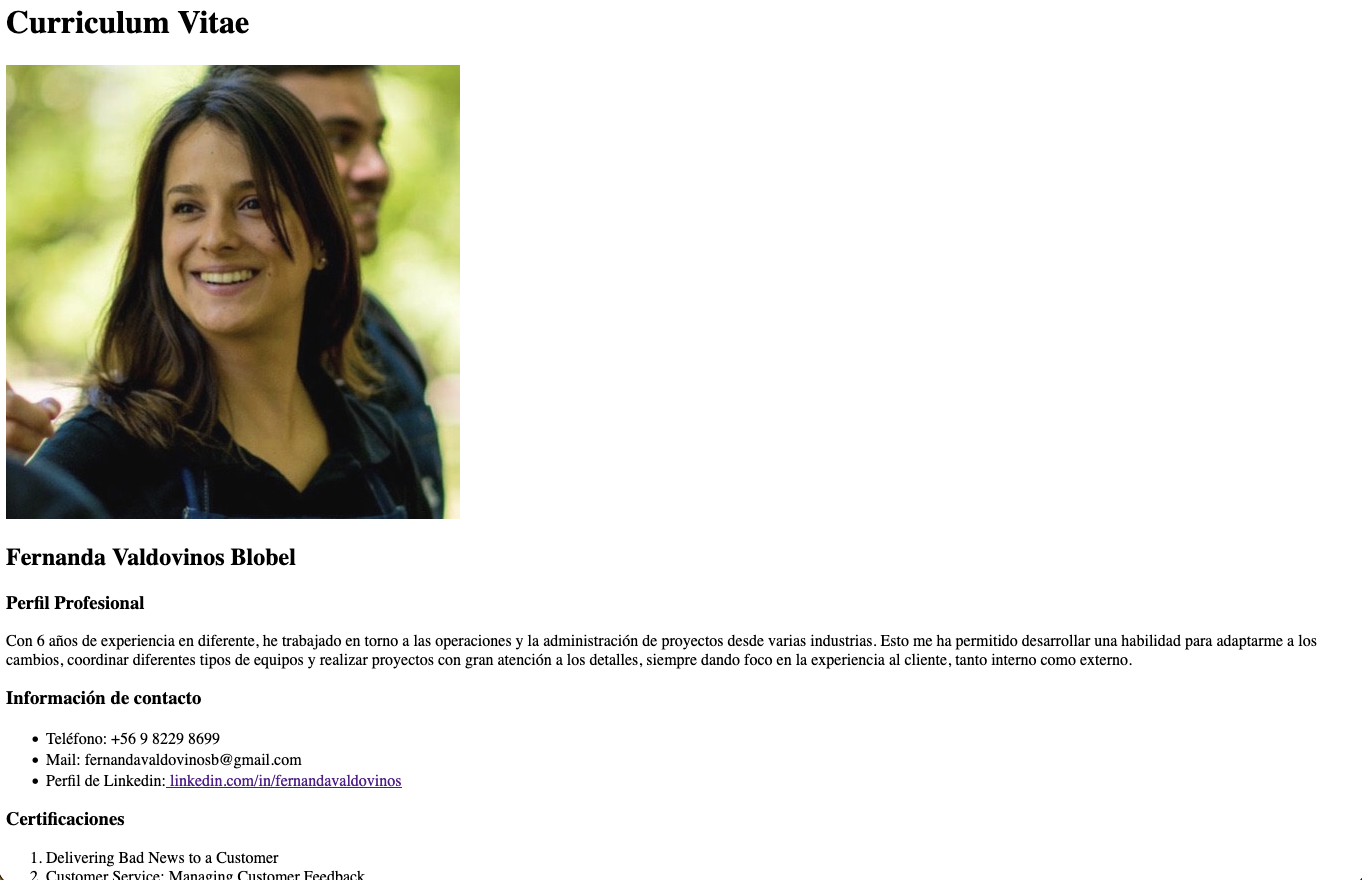 Curriculum Vitae
Fernanda Valdovinos Blobel
Perfil Profesional
Con 6 años de experiencia en diferente, he trabajado en torno a las operaciones y la administración de proyectos desde varias industrias. Esto me ha permitido desarrollar una habilidad para adaptarme a los
cambios, coordinar diferentes tipos de equipos y realizar proyectos con gran atención a los detalles, siempre dando foco en la experiencia al cliente, tanto interno como externo.
Información de contacto
• Teléfono: +56 9 8229 8699
• Mail: fernandavaldovinosb@gmail.com
• Perfil de Linkedin: linkedin.com/in/fernandavaldovinos
Certificaciones
1. Delivering Bad News to a Customer
2. Customer Service: Managing Customer Feedback